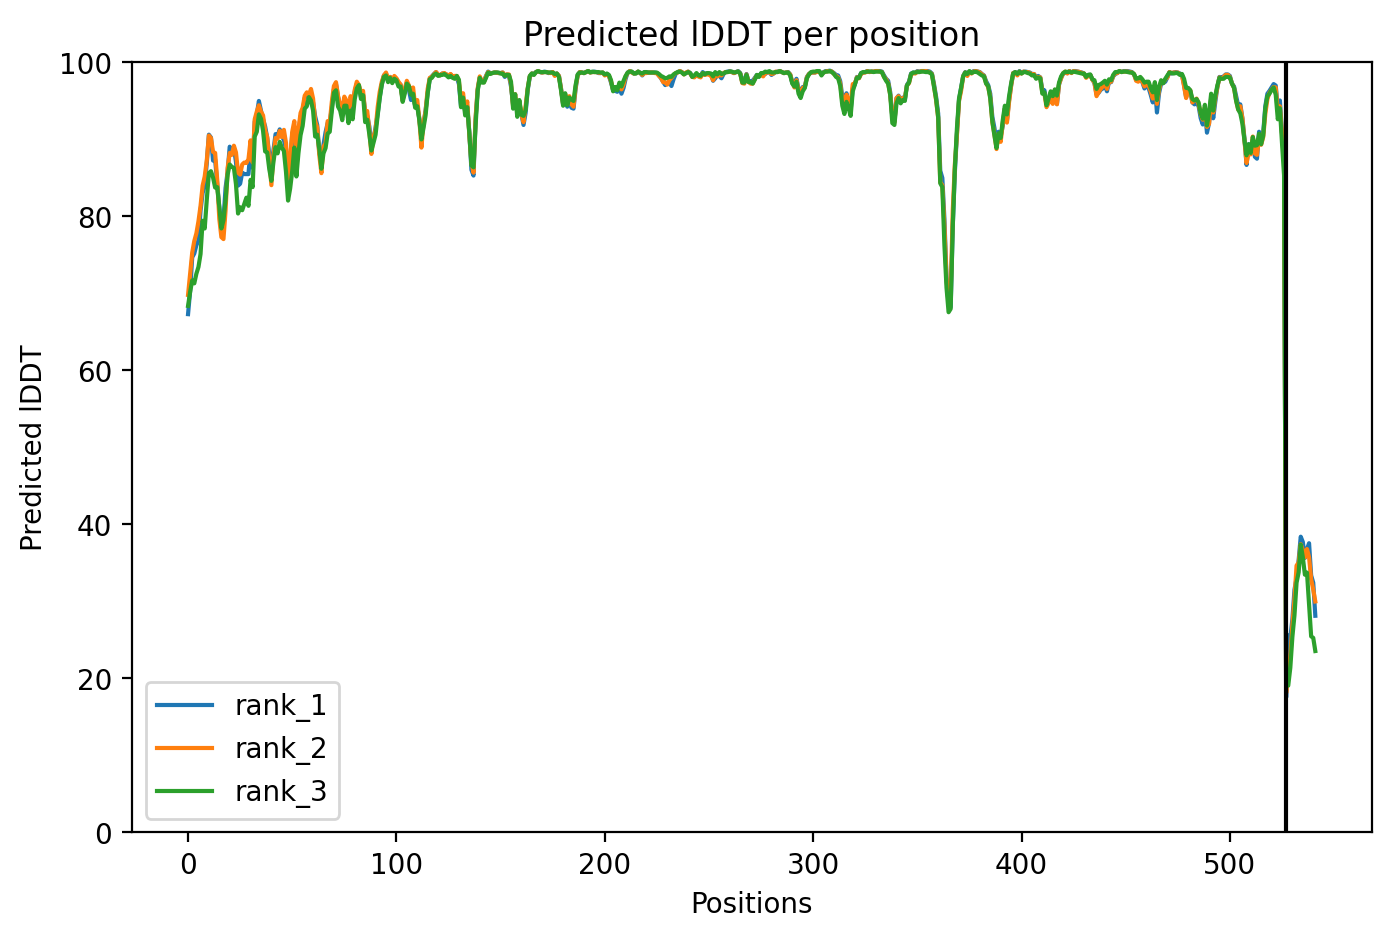 Predicted lDDT per position
100
80
60
40
20
0
Predicted lDDT
rank_1
rank_2
rank_3
0 100 200 300 400 500
Positions